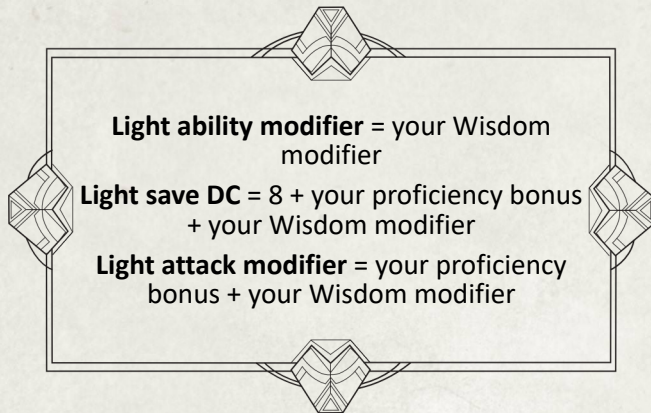 Light ability modifier = your Wisdom
modifier
Light save DC = 8 + your proficiency bonus
+ your Wisdom modifier
Light attack modifier = your proficiency
bonus + your Wisdom modifier